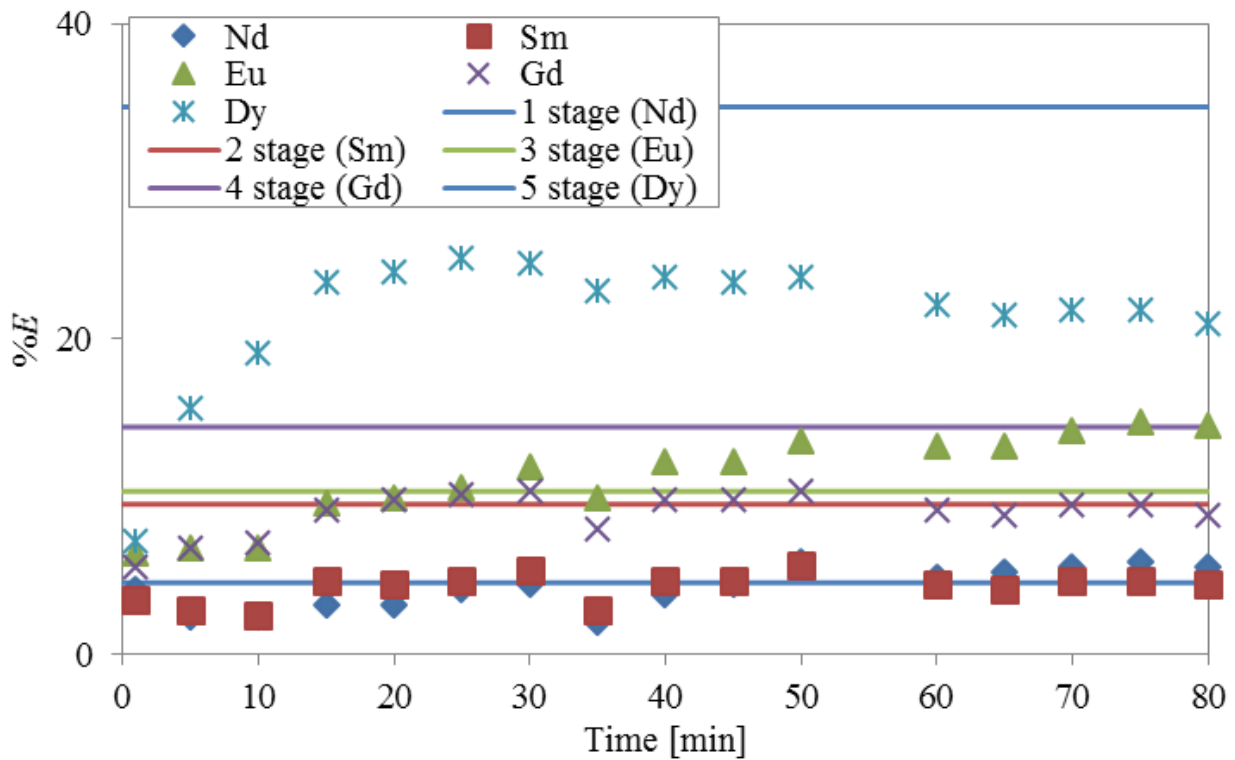 40
Nd Sm
Eu Gd
Dy 1 stage (Nd)
2 stage (Sm) 3 stage (Eu)
4 stage (Gd) 5 stage (Dy)
%E
20
0
0 10 20 30 40 50 60 70 80
Time [min]